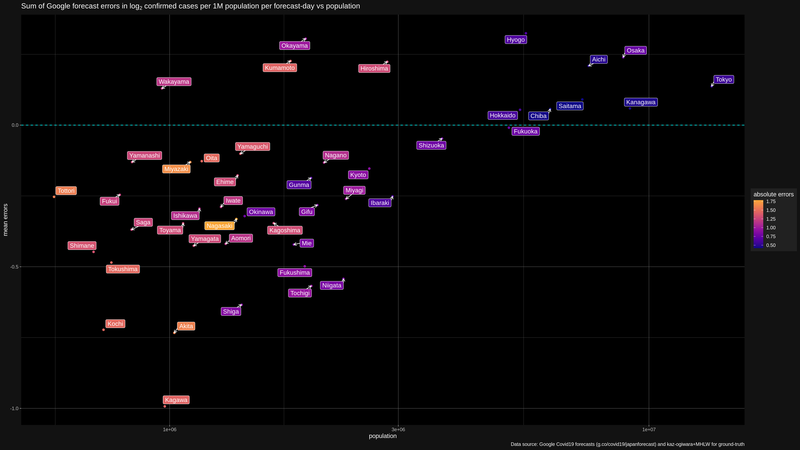 Sum of Google forecast errors in log2 confirmed cases per 1M population per forecast-day vs population
Hyogo
Okayama
Osaka
Aichi
Kumamoto
Hiroshima
Wakayama
Tokyo
Kanagawa
Saitama
Hokkaido
Chiba
0.0
Fukuoka
Shizuoka
Yamaguchi
Yamanashi
Oita
Nagano
Miyazaki
Kyoto
Ehime
Gunma
Tottori
Miyagi
absolute errors
1.75
1.50
1.25
1.00
0.75
0.50
Fukui
Iwate
Ibaraki
mean errors
Ishikawa
Okinawa
Gifu
Saga
Nagasaki
Toyama
Kagoshima
Yamagata
Aomori
Shimane
Mie
-0.5
Tokushima
Fukushima
Niigata
Tochigi
Shiga
Kochi
Akita
Kagawa
-1.0
1e+06
3e+06
1e+07
population
Data source: Google Covid19 forecasts (g.co/covid19/japanforecast) and kaz-ogiwara+MHLW for ground-truth